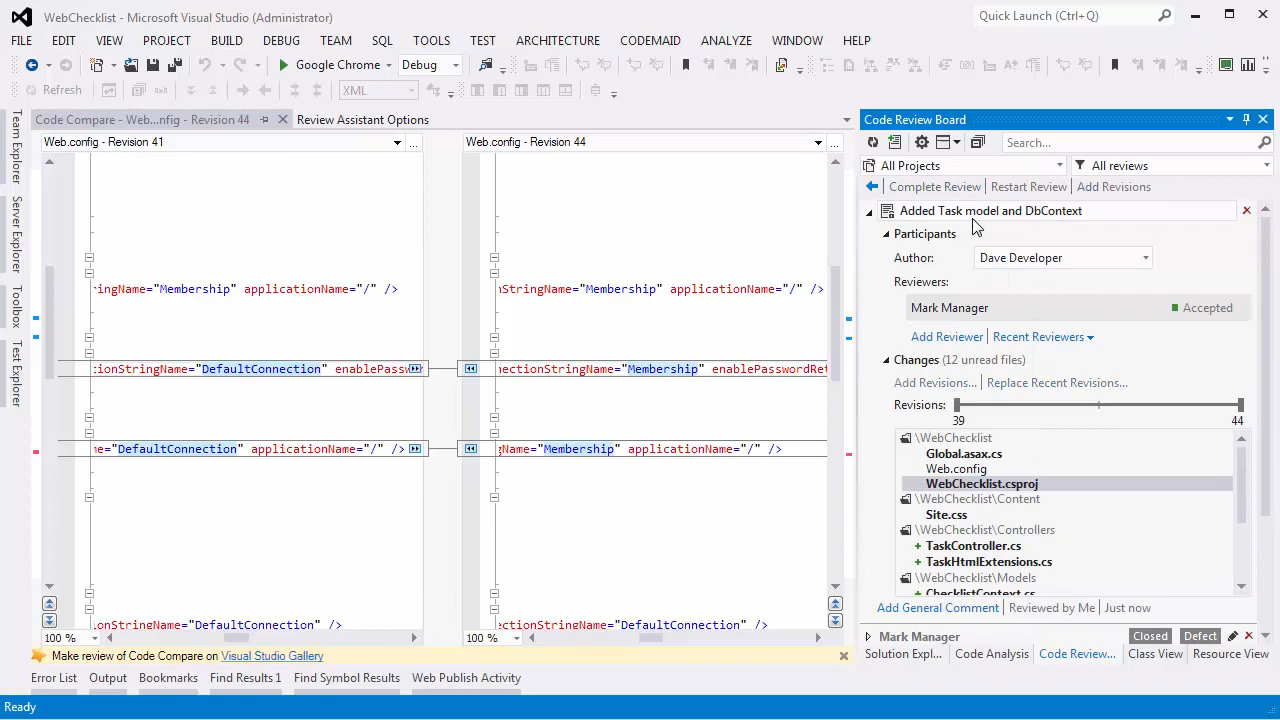 WebChecklist - Microsoft Visual Studio (Administrator)
Quick Launch (Ctrl+Q)
FILE EDIT VIEW PROJECT BUILD DEBUG TEAM SQL TOOLS TEST ARCHITECTURE CODEMAID ANALYZE WINDOW HELP
Google Chrome Debug
Refresh XML
Team Explorer
Server Explorer
Toolbox
Test Explorer
Code Compare - Web...nfig - Revision 44
Review Assistant Options
Web.config - Revision 41 ...
Web.config - Revision 44 ...
ringName="Membership" applicationName="/" />
nStringName="Membership" applicationName="/" />
tionStringName="DefaultConnection" enablePassw
nectionStringName="Membership" enablePasswordRet
me="DefaultConnection" applicationName="/" />
gName="Membership" applicationName="/" />
onStringName="DefaultConnection" />
ectionStringName="DefaultConnection" />
100 %
100 %
Make review of Code Compare on Visual Studio Gallery
Error List Output Bookmarks Find Results 1 Find Symbol Results Web Publish Activity
Ready
Code Review Board
Search...
All Projects All reviews
Complete Review Restart Review Add Revisions
Added Task model and DbContext
Participants
Author: Dave Developer
Reviewers:
Mark Manager Accepted
Add Reviewer Recent Reviewers
Changes (12 unread files)
Add Revisions... Replace Recent Revisions...
Revisions:
39 44
\WebChecklist
Global.asax.cs
Web.config
WebChecklist.csproj
\WebChecklist\Content
Site.css
\WebChecklist\Controllers
+ TaskController.cs
+ TaskHtmlExtensions.cs
\WebChecklist\Models
+ ChecklistContext.cs
Add General Comment Reviewed by Me Just now
Mark Manager Closed Defect
Solution Expl... Code Analysis Code Review... Class View Resource View